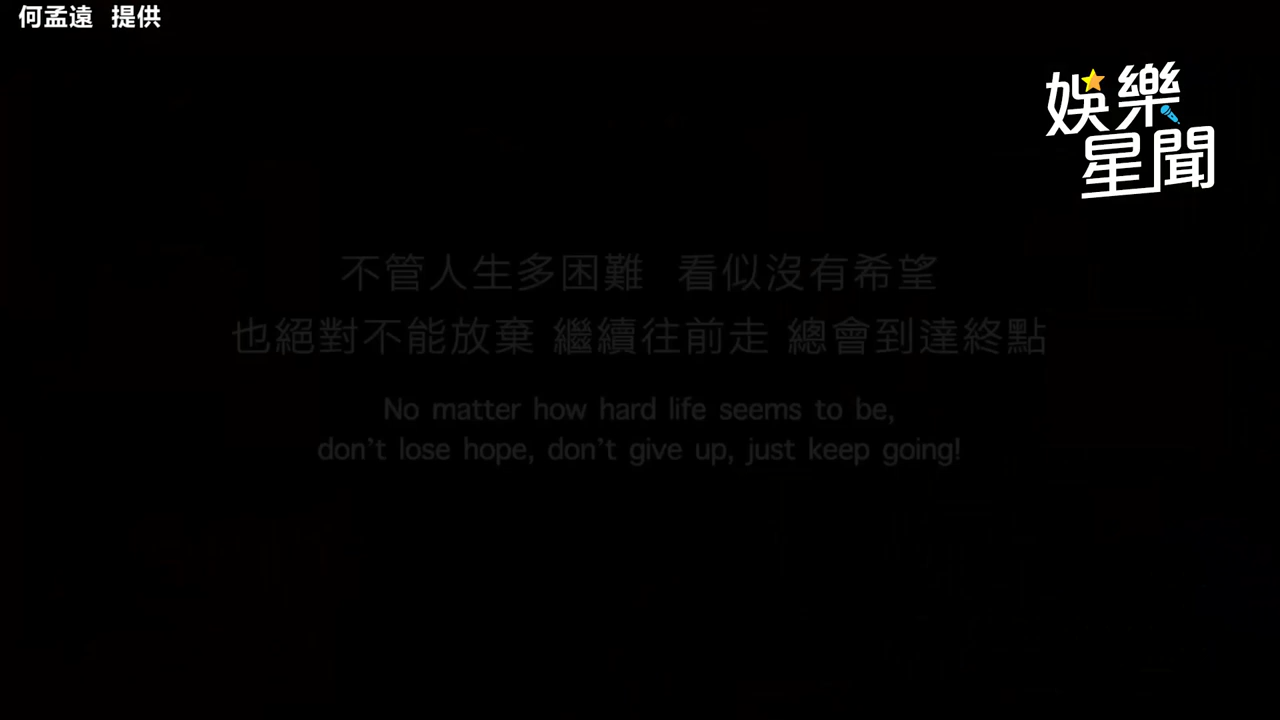 何孟遠 提供
娛樂
星聞
不管人生多困難 看似沒有希望
也絕對不能放棄 繼續往前走 總會到達終點
No matter how hard life seems to be,
don't lose hope, don't give up, just keep going!